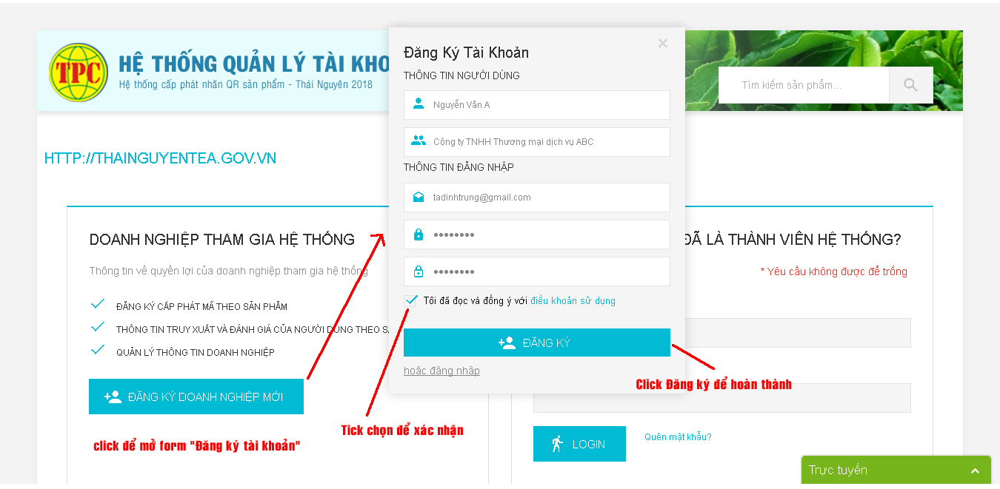 TPC
HỆ THỐNG QUẢN LÝ TÀI KHO
Hệ thống cấp phát nhãn QR sản phẩm - Thái Nguyên 2018
Tìm kiếm sản phẩm...
HTTP://THAINGUYENTEA.GOV.VN
DOANH NGHIỆP THAM GIA HỆ THỐNG
Thông tin về quyền lợi của doanh nghiệp tham gia hệ thống
ĐĂNG KÝ CẤP PHÁT MÃ THEO SẢN PHẨM
THÔNG TIN TRUY XUẤT VÀ ĐÁNH GIÁ CỦA NGƯỜI DÙNG THEO
QUẢN LÝ THÔNG TIN DOANH NGHIỆP
ĐĂNG KÝ DOANH NGHIỆP MỚI
click để mở form "Đăng ký tài khoản"
Đăng Ký Tài Khoản
×
THÔNG TIN NGƯỜI DÙNG
Nguyễn Văn A
Công ty TNHH Thương mại dịch vụ ABC
THÔNG TIN ĐĂNG NHẬP
tadinhtrung@gmail.com
••••••••
••••••••
Tôi đã đọc và đồng ý với điều khoản sử dụng
ĐĂNG KÝ
hoặc đăng nhập
Tick chọn để xác nhận
Click Đăng ký để hoàn thành
ĐÃ LÀ THÀNH VIÊN HỆ THỐNG?
* Yêu cầu không được để trống
LOGIN
Quên mật khẩu?
Trực tuyến